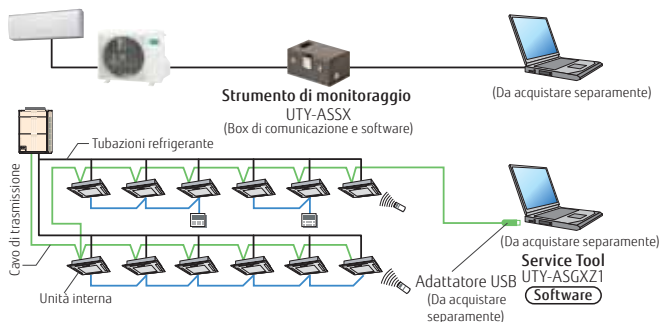 Strumento di monitoraggio
UTY-ASSX
(Box di comunicazione e software)
(Da acquistare separatamente)
Tubazioni refrigerante
Cavo di trasmissione
Unità interna
Adattatore USB
(Da acquistare
separatamente)
(Da acquistare separatamente)
Service Tool
UTY-ASGXZ1
Software